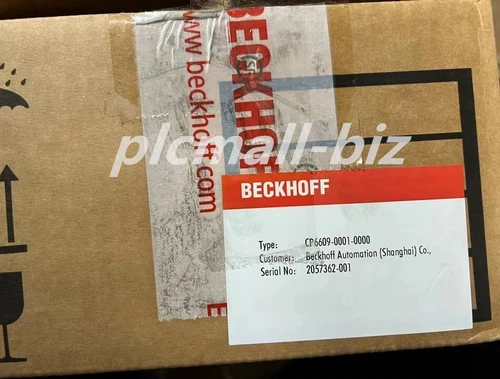 BECKHOFF
www.beckhoff.com
plcmall-biz
BECKHOFF
Type: CP6609-0001-0000
Customer: Beckhoff Automation (Shanghai) Co.,
Serial No: 2057362-001